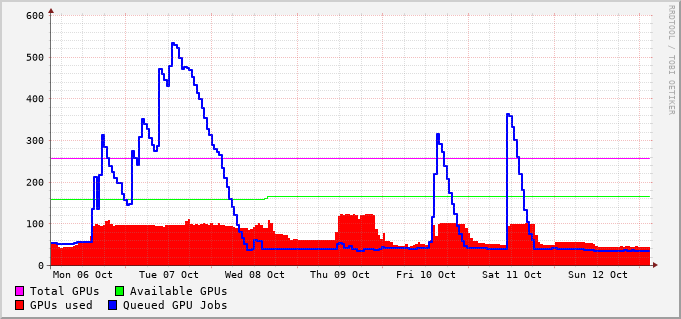 600
500
400
300
200
100
0
Mon 06 Oct Tue 07 Oct Wed 08 Oct Thu 09 Oct Fri 10 Oct Sat 11 Oct Sun 12 Oct
Total GPUs Available GPUs
GPUs used Queued GPU Jobs
RRDTOOL / TOBI OETIKER